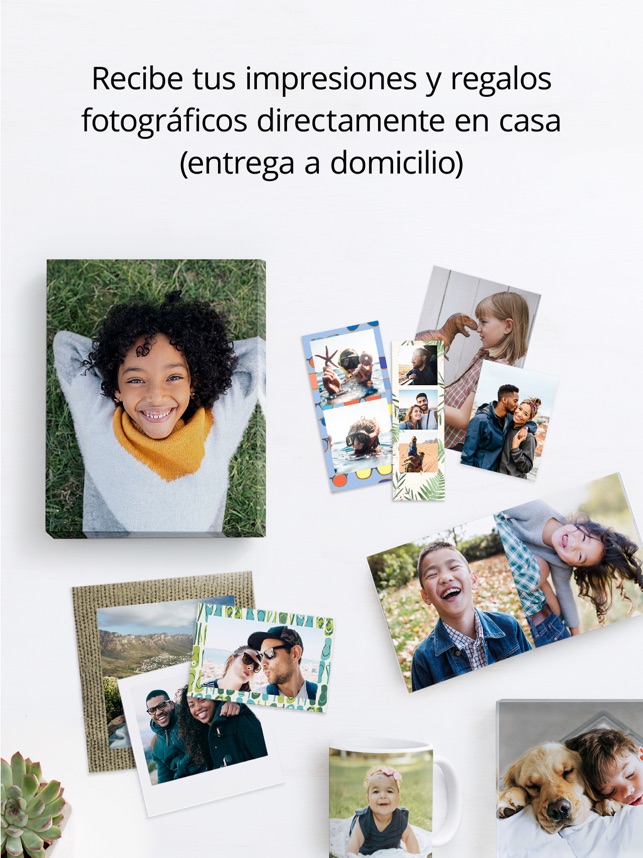 Recibe tus impresiones y regalos
fotográficos directamente en casa
(entrega a domicilio)